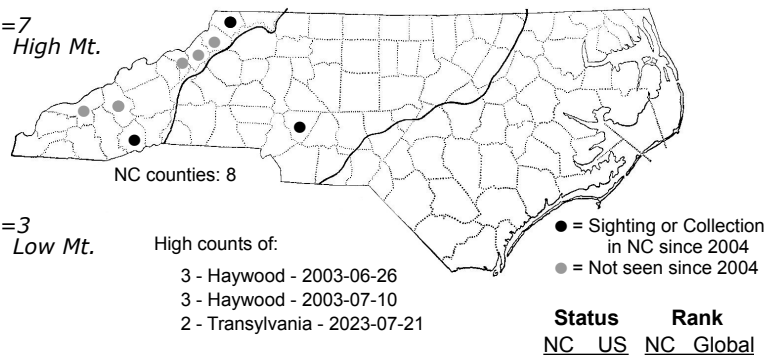 =7
High Mt.
NC counties: 8
=3
Low Mt.
High counts of:
3 - Haywood - 2003-06-26
3 - Haywood - 2003-07-10
2 - Transylvania - 2023-07-21
= Sighting or Collection
in NC since 2004
= Not seen since 2004
Status Rank
NC US NC Global